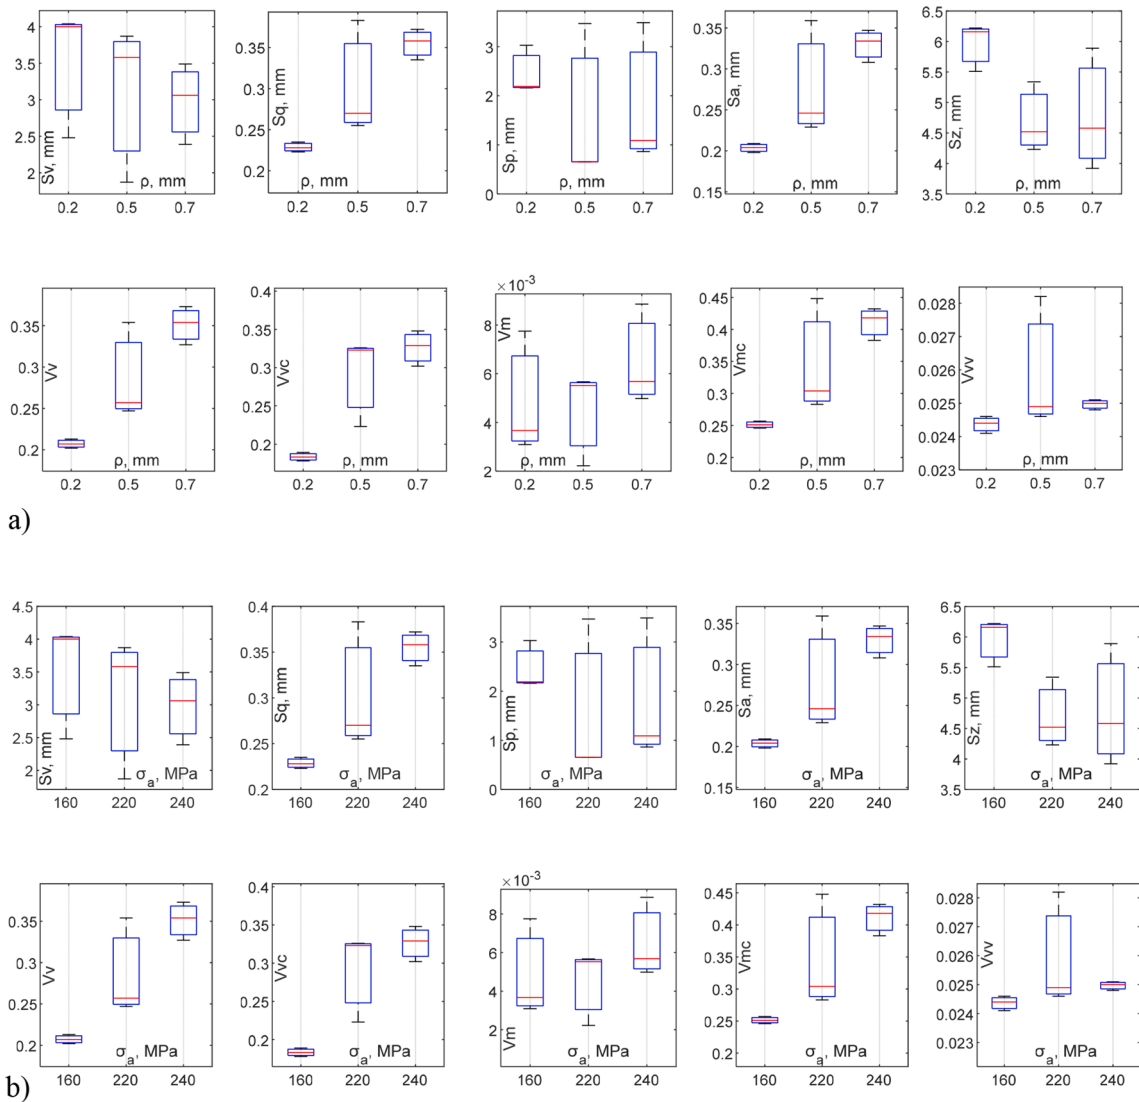 4
3.5
3
2.5
2
Sv, mm
ρ, mm
0.2 0.5 0.7
0.35
0.3
0.25
Sq, mm
ρ, mm
0.2 0.5 0.7
3
2
1
0
Sp, mm
ρ, mm
0.2 0.5 0.7
0.4
0.35
0.3
0.25
0.2
0.15
Sa, mm
ρ, mm
0.2 0.5 0.7
6.5
6
5.5
5
4.5
4
3.5
Sz, mm
ρ, mm
0.2 0.5 0.7
0.35
0.3
0.25
0.2
Vv
ρ, mm
0.2 0.5 0.7
0.4
0.35
0.3
0.25
0.2
Vvc
ρ, mm
0.2 0.5 0.7
×10⁻³
8
6
4
2
Vm
ρ, mm
0.2 0.5 0.7
0.45
0.4
0.35
0.3
0.25
0.2
Vmc
ρ, mm
0.2 0.5 0.7
0.028
0.027
0.026
0.025
0.024
0.023
Vvv
ρ, mm
0.2 0.5 0.7
a)
4.5
4
3.5
3
2.5
2
Sv, mm
σₐ, MPa
160 220 240
0.4
0.35
0.3
0.25
0.2
Sq, mm
σₐ, MPa
160 220 240
3
2
1
0
Sp, mm
σₐ, MPa
160 220 240
0.4
0.35
0.3
0.25
0.2
0.15
Sa, mm
σₐ, MPa
160 220 240
6.5
6
5.5
5
4.5
4
3.5
Sz, mm
σₐ, MPa
160 220 240
0.35
0.3
0.25
0.2
Vv
σₐ, MPa
160 220 240
0.4
0.35
0.3
0.25
0.2
Vvc
σₐ, MPa
160 220 240
×10⁻³
8
6
4
2
Vm
σₐ, MPa
160 220 240
0.45
0.4
0.35
0.3
0.25
0.2
Vmc
σₐ, MPa
160 220 240
0.028
0.027
0.026
0.025
0.024
0.023
Vvv
σₐ, MPa
160 220 240
b)